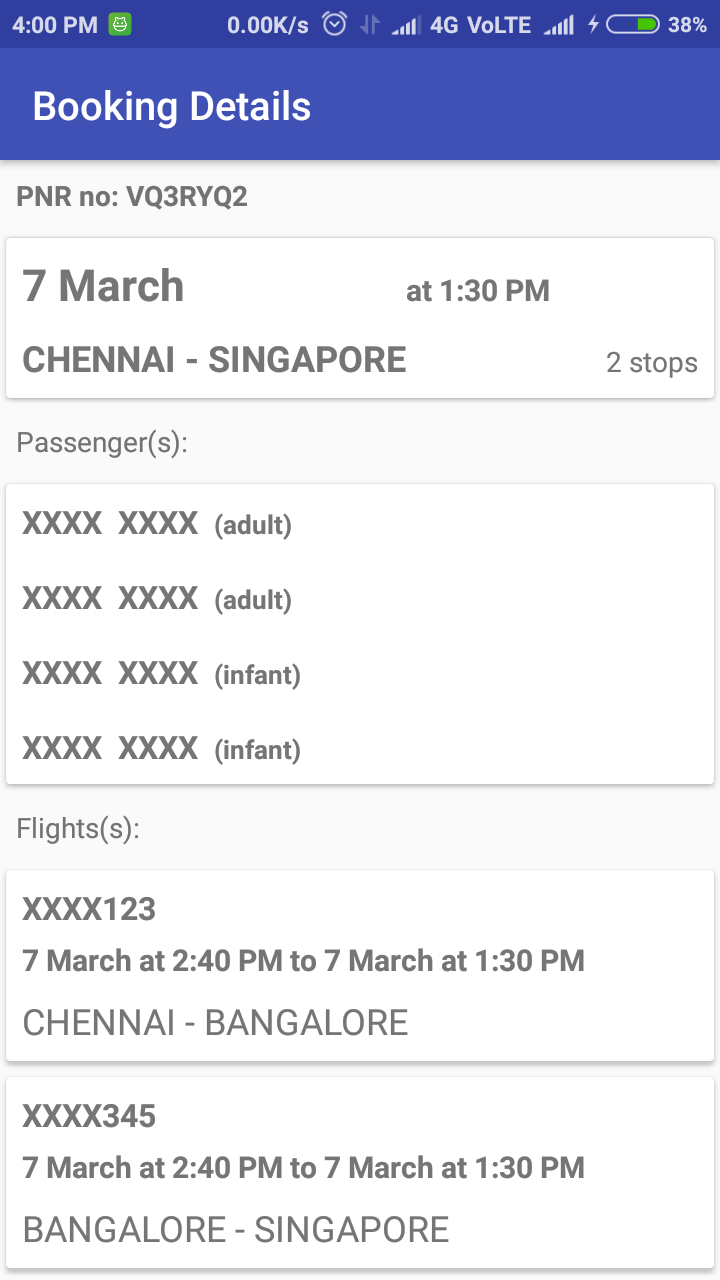 4:00 PM 0.00K/s 4G VoLTE 38%
Booking Details
PNR no: VQ3RYQ2
7 March at 1:30 PM
CHENNAI - SINGAPORE 2 stops
Passenger(s):
XXXX XXXX (adult)
XXXX XXXX (adult)
XXXX XXXX (infant)
XXXX XXXX (infant)
Flights(s):
XXXX123
7 March at 2:40 PM to 7 March at 1:30 PM
CHENNAI - BANGALORE
XXXX345
7 March at 2:40 PM to 7 March at 1:30 PM
BANGALORE - SINGAPORE